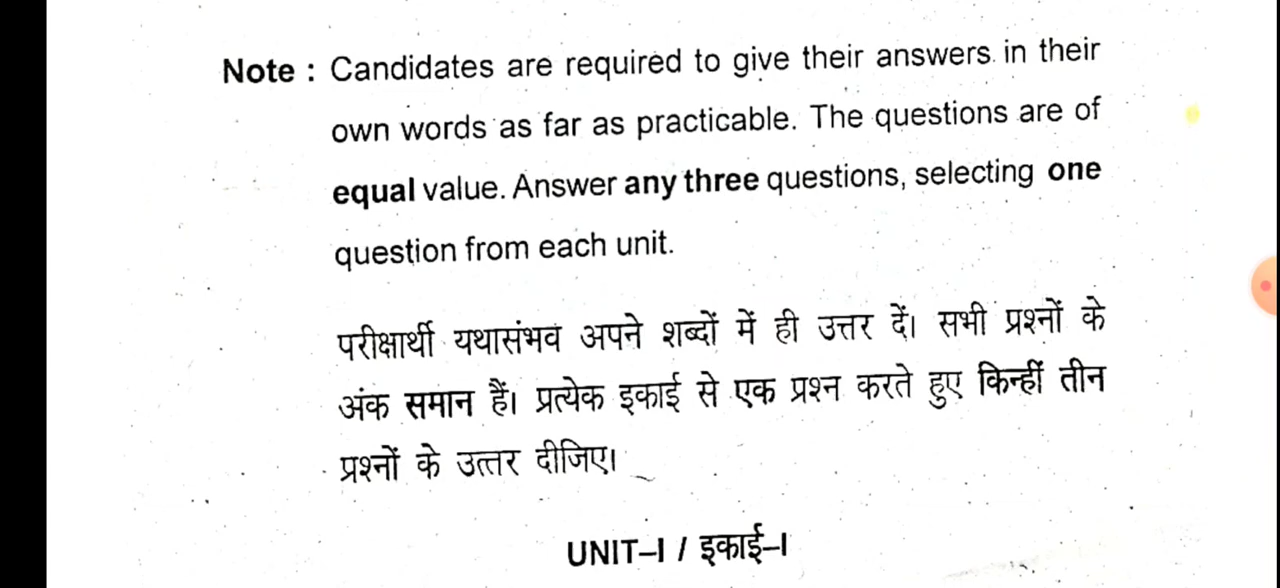 Note : Candidates are required to give their answers in their
own words as far as practicable. The questions are of
equal value. Answer any three questions, selecting one
question from each unit.
परीक्षार्थी यथासंभव अपने शब्दों में ही उत्तर दें। सभी प्रश्नों के
अंक समान हैं। प्रत्येक इकाई से एक प्रश्न करते हुए किन्हीं तीन
प्रश्नों के उत्तर दीजिए।
UNIT–I / इकाई–I